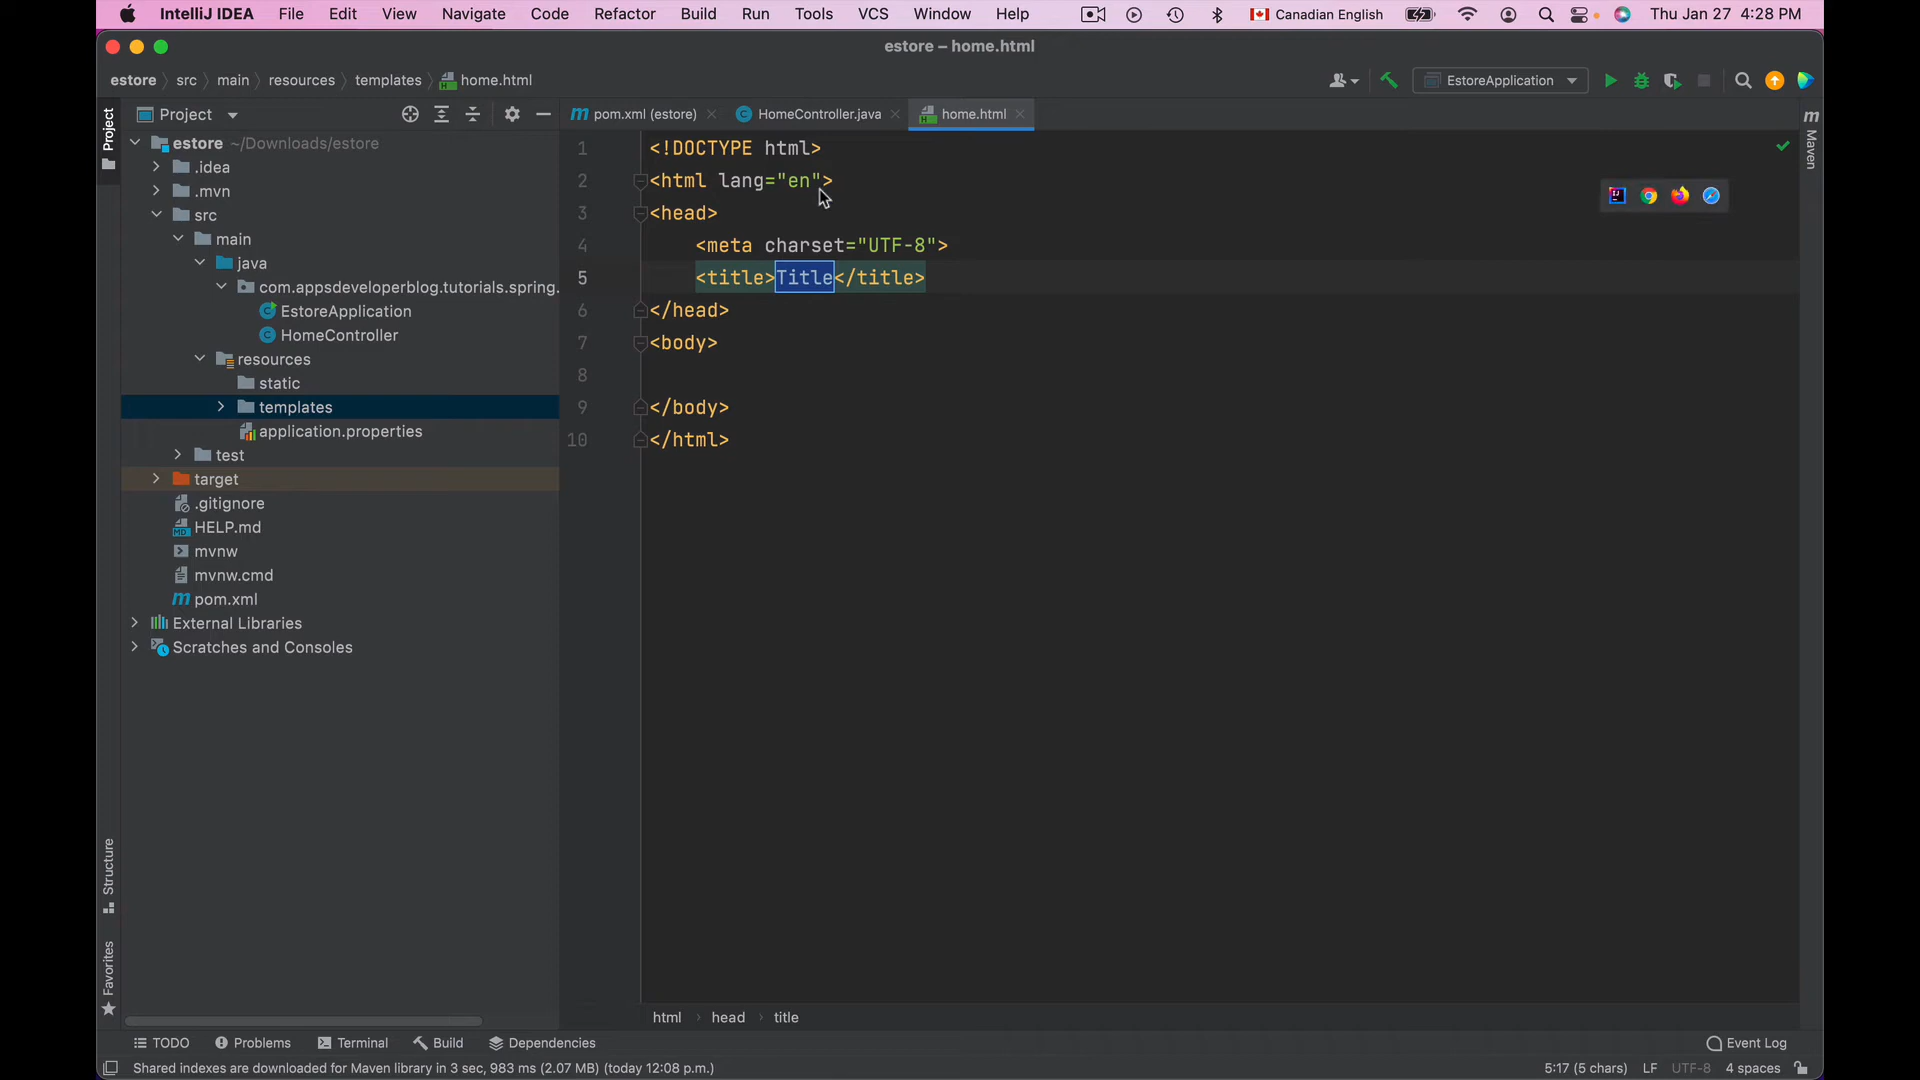 IntelliJ IDEA File Edit View Navigate Code Refactor Build Run Tools VCS Window Help Canadian English Thu Jan 27 4:28 PM
estore – home.html
estore src main resources templates home.html EstoreApplication
Project
pom.xml (estore) HomeController.java home.html
Project
Structure
Favorites
Maven
estore ~/Downloads/estore
.idea
.mvn
src
main
java
com.appsdeveloperblog.tutorials.spring.
EstoreApplication
HomeController
resources
static
templates
application.properties
test
target
.gitignore
HELP.md
mvnw
mvnw.cmd
pom.xml
External Libraries
Scratches and Consoles
1 <!DOCTYPE html>
2 <html lang="en">
3 <head>
4 <meta charset="UTF-8">
5 <title>Title</title>
6 </head>
7 <body>
8
9 </body>
10 </html>
html head title
TODO Problems Terminal Build Dependencies Event Log
Shared indexes are downloaded for Maven library in 3 sec, 983 ms (2.07 MB) (today 12:08 p.m.) 5:17 (5 chars) LF UTF-8 4 spaces